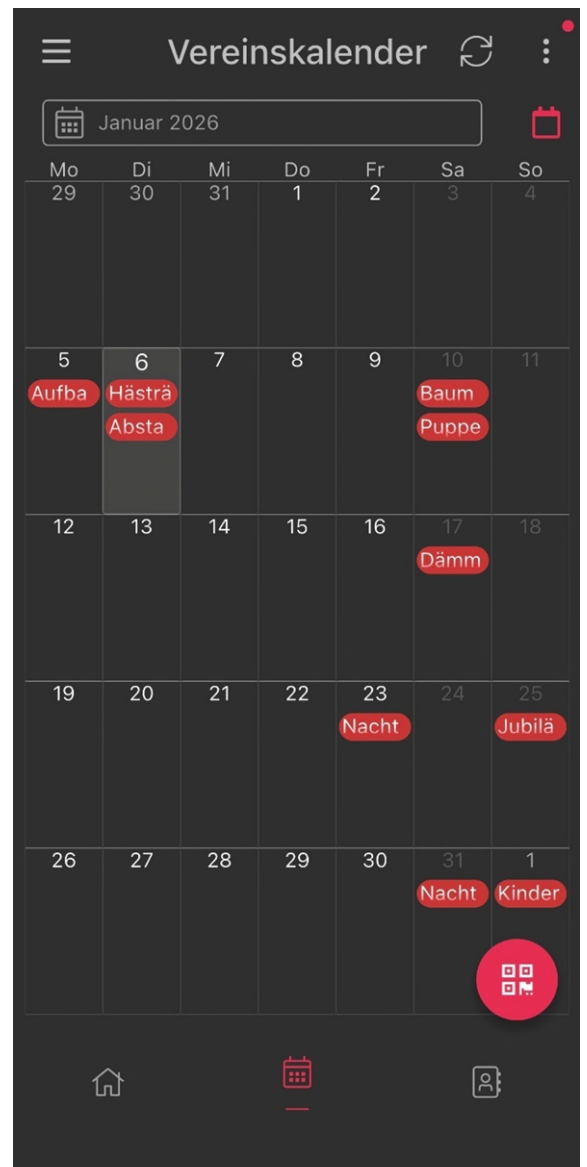 Vereinskalender
Januar 2026
Mo Di Mi Do Fr Sa So
29 30 31 1 2 3 4
5 6 7 8 9 10 11
Aufba Hästrä Baum
Absta Puppe
12 13 14 15 16 17 18
Dämm
19 20 21 22 23 24 25
Nacht Jubilä
26 27 28 29 30 31 1
Nacht Kinder